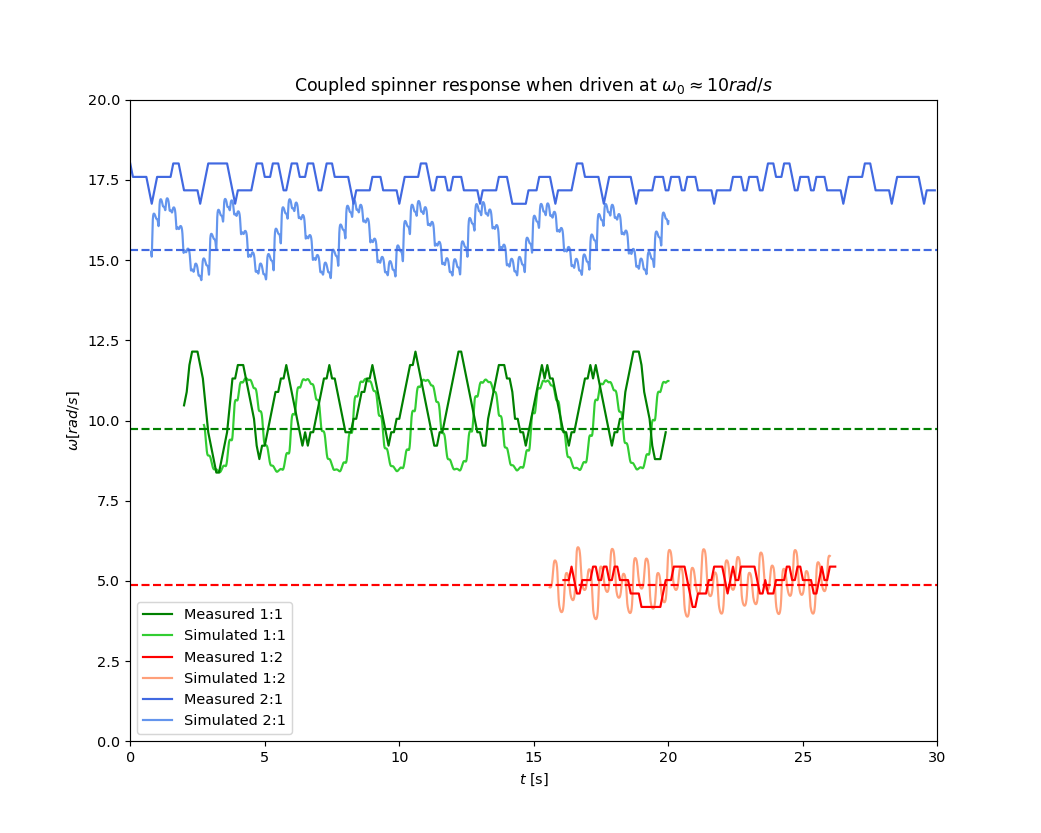 Coupled spinner response when driven at ω₀ ≈ 10rad/s
20.0
17.5
15.0
12.5
10.0
7.5
5.0
2.5
0.0
ω[rad/s]
Measured 1:1
Simulated 1:1
Measured 1:2
Simulated 1:2
Measured 2:1
Simulated 2:1
0 5 10 15 20 25 30
t [s]